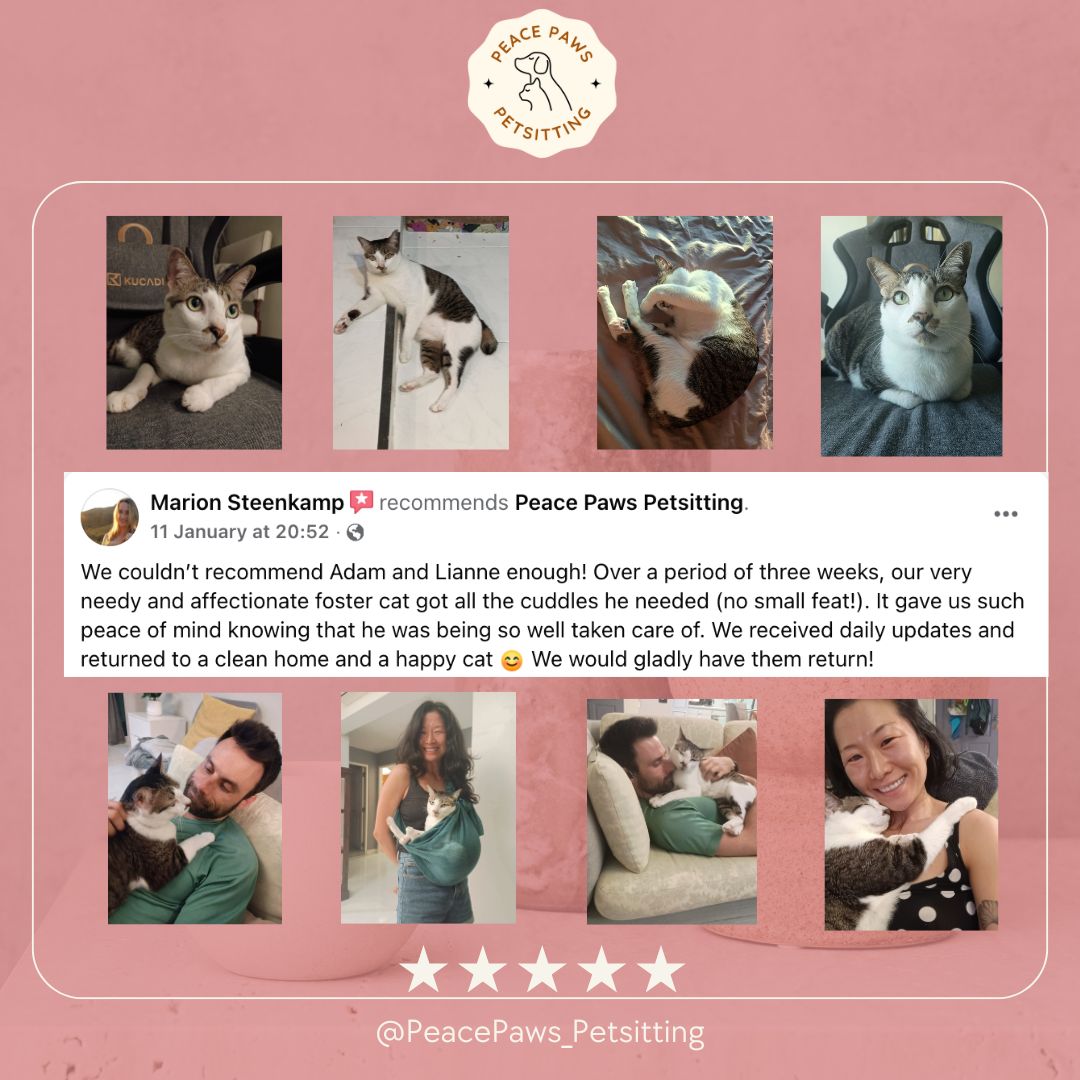 PEACE PAWS
PETSITTING
KUCADI
Marion Steenkamp recommends Peace Paws Petsitting.
11 January at 20:52 ·
We couldn’t recommend Adam and Lianne enough! Over a period of three weeks, our very
needy and affectionate foster cat got all the cuddles he needed (no small feat!). It gave us such
peace of mind knowing that he was being so well taken care of. We received daily updates and
returned to a clean home and a happy cat 😊 We would gladly have them return!
@PeacePaws_Petsitting